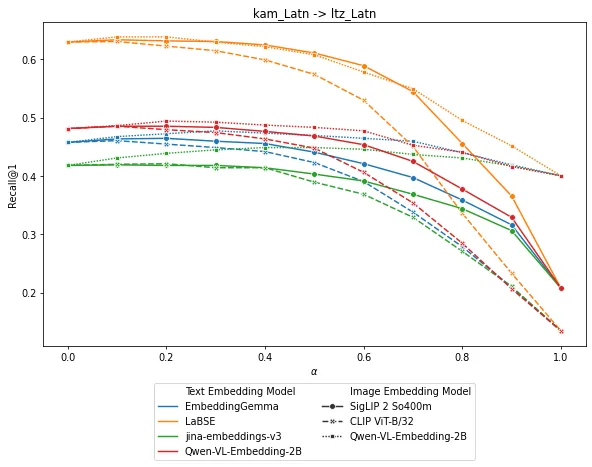 kam_Latn -> ltz_Latn
Recall@1
0.6
0.5
0.4
0.3
0.2
0.0 0.2 0.4 0.6 0.8 1.0
α
Text Embedding Model Image Embedding Model
EmbeddingGemma SigLIP 2 So400m
LaBSE CLIP ViT-B/32
jina-embeddings-v3 Qwen-VL-Embedding-2B
Qwen-VL-Embedding-2B